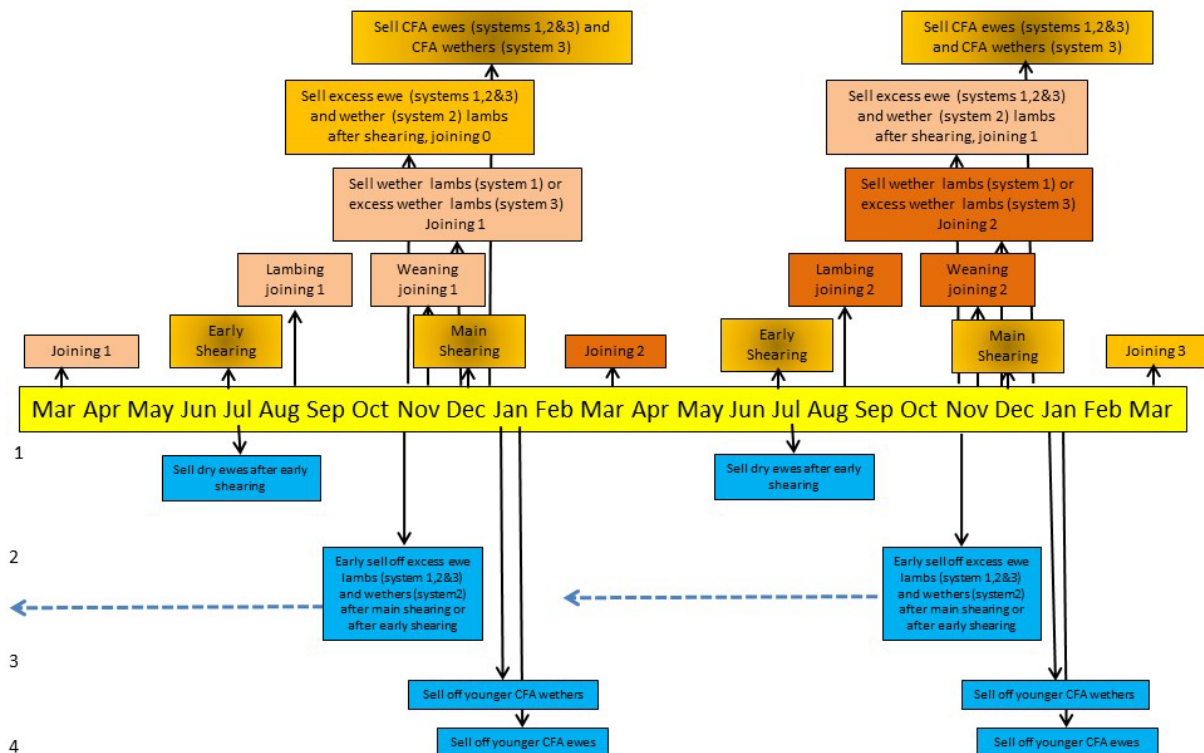 Sell CFA ewes (systems 1,2&3) and
CFA wethers (system 3)
Sell CFA ewes (systems 1,2&3)
and CFA wethers (system 3)
Sell excess ewe (systems 1,2&3)
and wether (system 2) lambs
after shearing, joining 0
Sell excess ewe (systems 1,2&3)
and wether (system 2) lambs
after shearing, joining 1
Sell wether lambs (system 1) or
excess wether lambs (system 3)
Joining 1
Sell wether lambs (system 1) or
excess wether lambs (system 3)
Joining 2
Lambing
joining 1
Weaning
joining 1
Lambing
joining 2
Weaning
joining 2
Joining 1
Early
Shearing
Main
Shearing
Joining 2
Early
Shearing
Main
Shearing
Joining 3
Mar Apr May Jun Jul Aug Sep Oct Nov Dec Jan Feb Mar Apr May Jun Jul Aug Sep Oct Nov Dec Jan Feb Mar
1
Sell dry ewes after early
shearing
Sell dry ewes after early
shearing
2
Early sell off excess ewe
lambs (system 1,2&3)
and wethers (system2)
after main shearing or
after early shearing
Early sell off excess ewe
lambs (system 1,2&3)
and wethers (system2)
after main shearing or
after early shearing
3
Sell off younger CFA wethers
Sell off younger CFA wethers
4
Sell off younger CFA ewes
Sell off younger CFA ewes